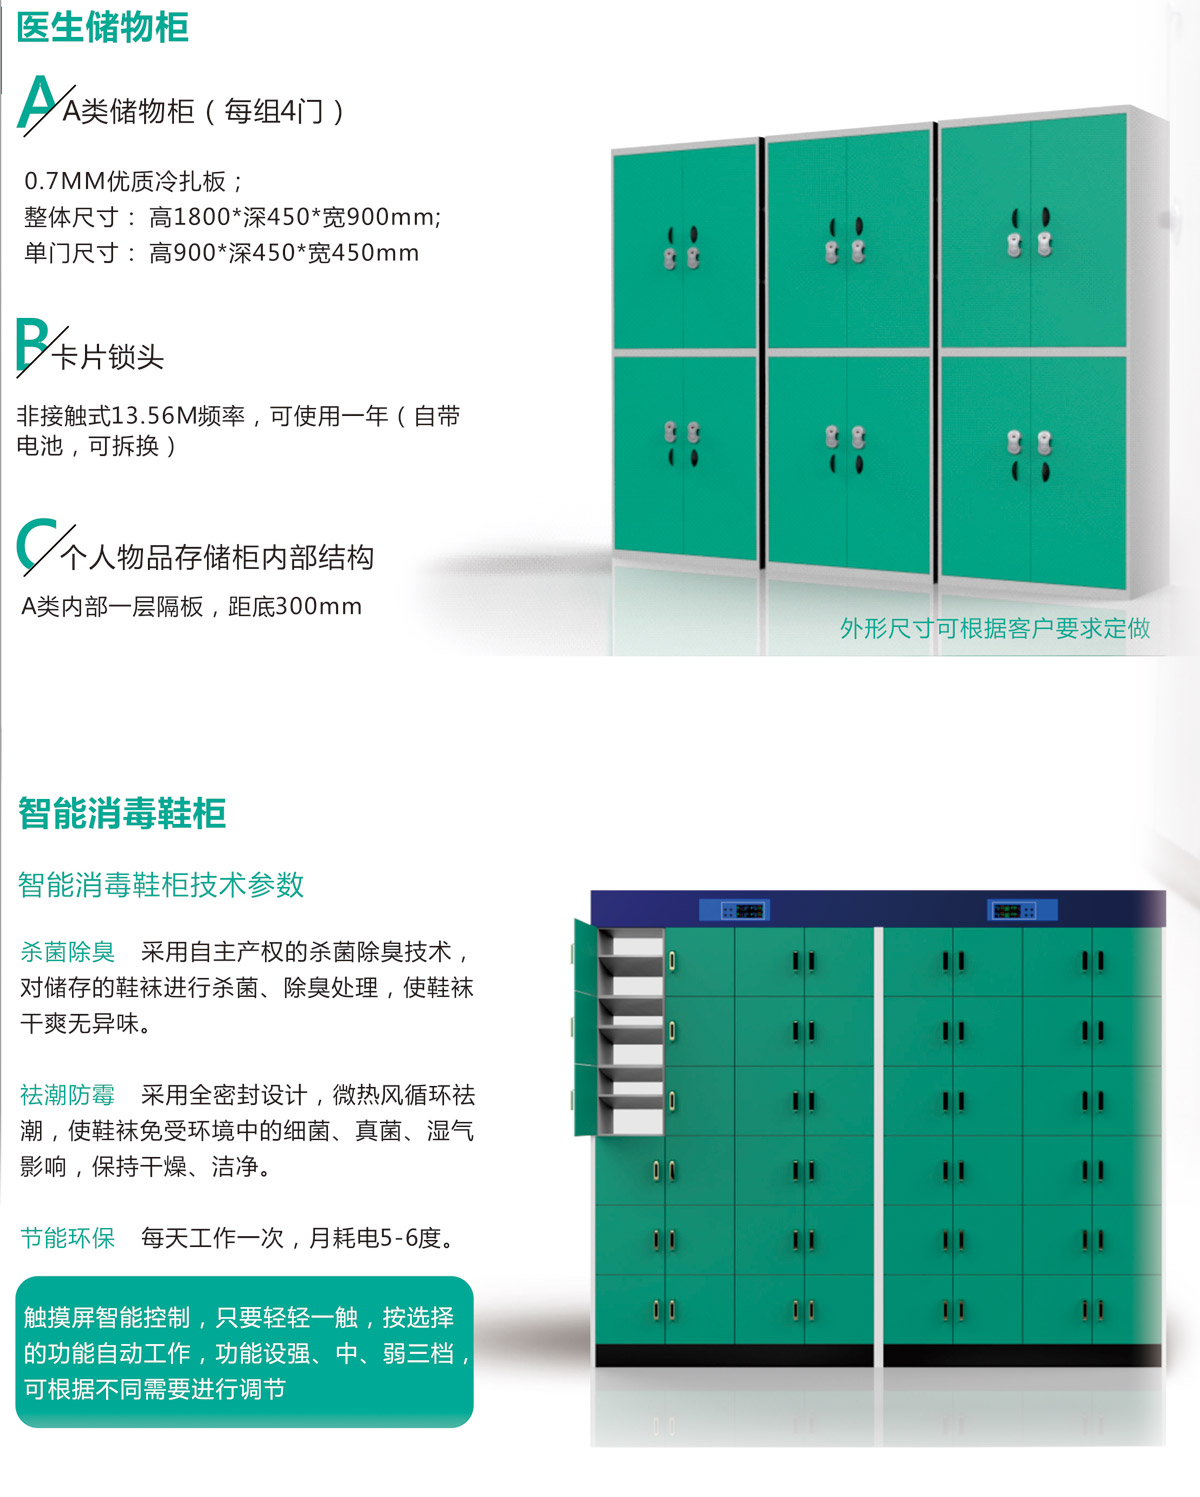 医生储物柜
A
A类储物柜（每组4门）
0.7MM优质冷扎板；
整体尺寸： 高1800*深450*宽900mm;
单门尺寸： 高900*深450*宽450mm
B
卡片锁头
非接触式13.56M频率，可使用一年（自带
电池，可拆换）
C
个人物品存储柜内部结构
A类内部一层隔板，距底300mm
外形尺寸可根据客户要求定做
智能消毒鞋柜
智能消毒鞋柜技术参数
杀菌除臭 采用自主产权的杀菌除臭技术，
对储存的鞋袜进行杀菌、除臭处理，使鞋袜
干爽无异味。
祛潮防霉 采用全密封设计，微热风循环祛
潮，使鞋袜免受环境中的细菌、真菌、湿气
影响，保持干燥、洁净。
节能环保 每天工作一次，月耗电5-6度。
触摸屏智能控制，只要轻轻一触，按选择
的功能自动工作，功能设强、中、弱三档，
可根据不同需要进行调节